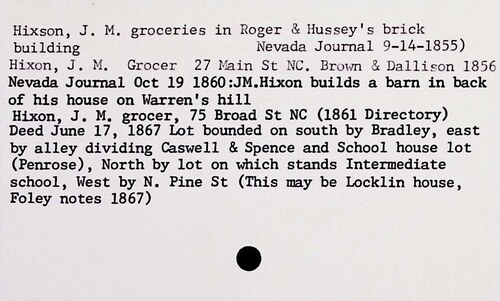 Hixson, J. M. groceries in Roger & Hussey's brick
building Nevada Journal 9-14-1855)
Hixon, J. M. Grocer 27 Main St NC. Brown & Dallison 1856
Nevada Journal Oct 19 1860:JM.Hixon builds a barn in back
of his house on Warren's hill
Hixon, J. M. grocer, 75 Broad St NC (1861 Directory)
Deed June 17, 1867 Lot bounded on south by Bradley, east
by alley dividing Caswell & Spence and School house lot
(Penrose), North by lot on which stands Intermediate
school, West by N. Pine St (This may be Locklin house,
Foley notes 1867)